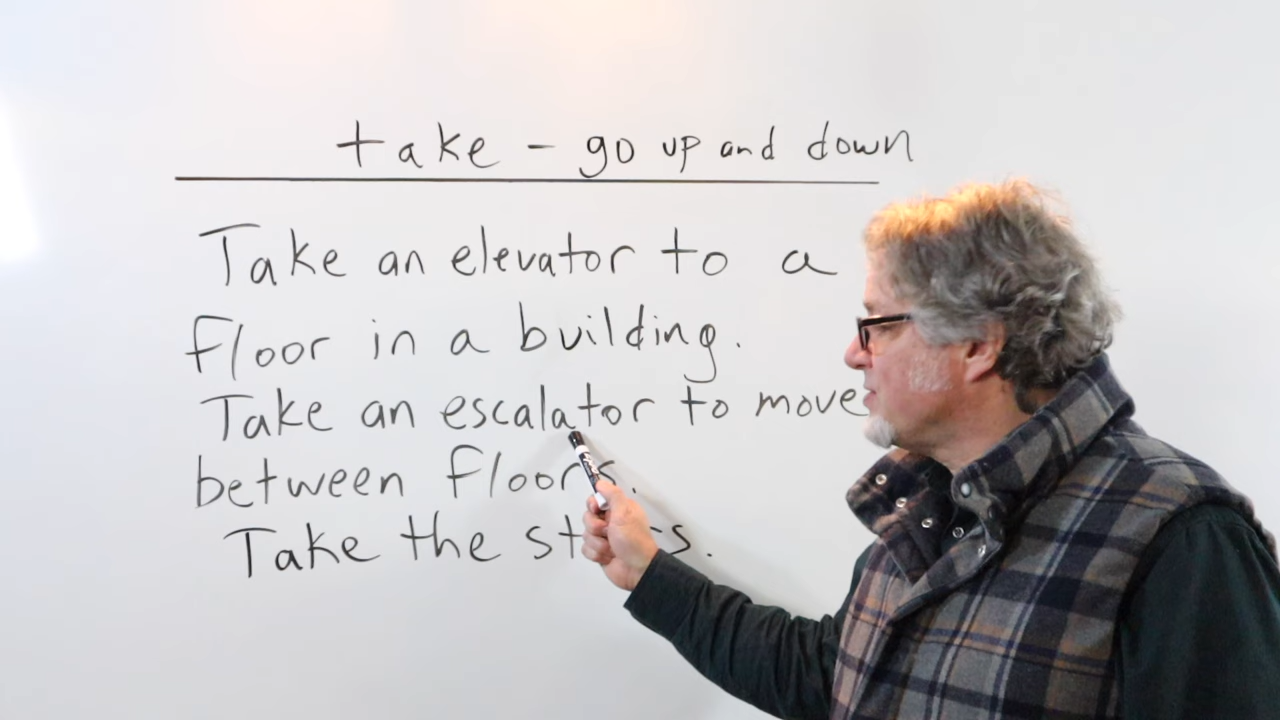 take - go up and down
Take an elevator to a
floor in a building.
Take an escalator to move
between floors.
Take the stairs.